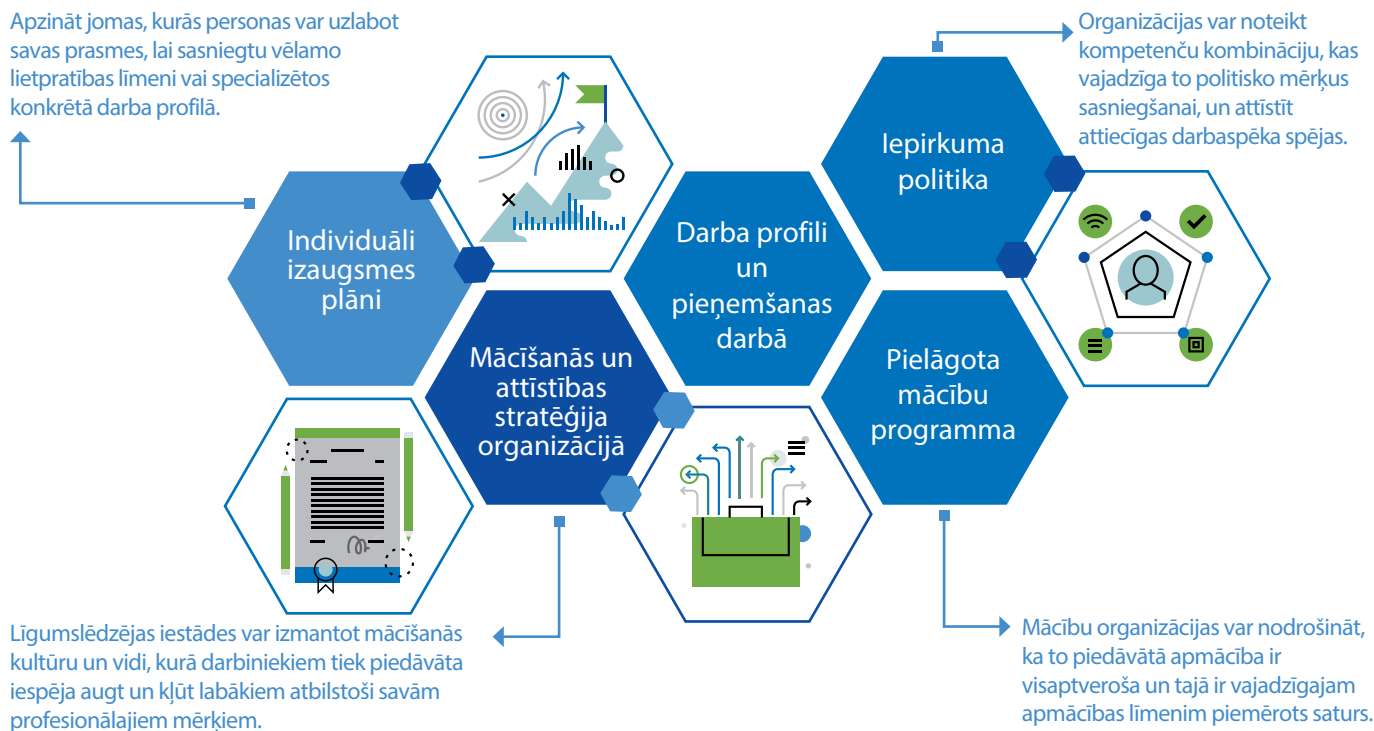 Apzināt jomas, kurās personas var uzlabot
savas prasmes, lai sasniegtu vēlamo
lietpratības līmeni vai specializētos
konkrētā darba profilā.
Organizācijas var noteikt
kompetenču kombināciju, kas
vajadzīga to politisko mērķus
sasniegšanai, un attīstīt
attiecīgas darbaspēka spējas.
Individuāli
izaugsmes
plāni
Mācīšanās un
attīstības
stratēģija
organizācijā
Darba profili
un
pieņemšanas
darbā
Iepirkuma
politika
Pielāgota
mācību
programma
Līgumslēdzējas iestādes var izmantot mācīšanās
kultūru un vidi, kurā darbiniekiem tiek piedāvāta
iespēja augt un kļūt labākiem atbilstoši savām
profesionālajiem mērķiem.
Mācību organizācijas var nodrošināt,
ka to piedāvātā apmācība ir
visaptveroša un tajā ir vajadzīgajam
apmācības līmenim piemērots saturs.